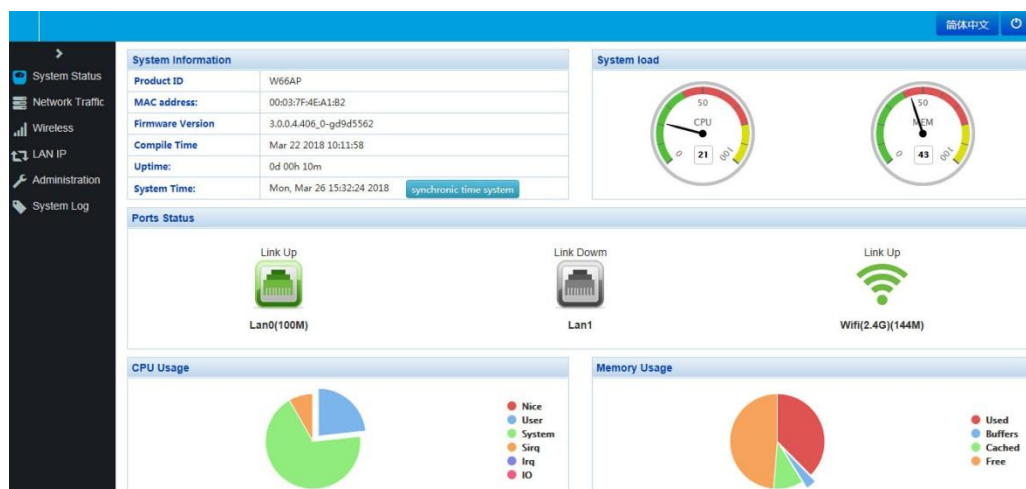 简体中文
System Status
Network Traffic
Wireless
LAN IP
Administration
System Log
System Information
Product ID W66AP
MAC address: 00:03:7F:4E:A1:B2
Firmware Version 3.0.0.4.406_0-gd9d5562
Compile Time Mar 22 2018 10:11:58
Uptime: 0d 00h 10m
System Time: Mon, Mar 26 15:32:24 2018 synchronic time system
System load
50
CPU
0 21 100
50
MEM
0 43 100
Ports Status
Link Up
Lan0(100M)
Link Dowm
Lan1
Link Up
Wifi(2.4G)(144M)
CPU Usage
Nice
User
System
Sirq
Irq
IO
Memory Usage
Used
Buffers
Cached
Free